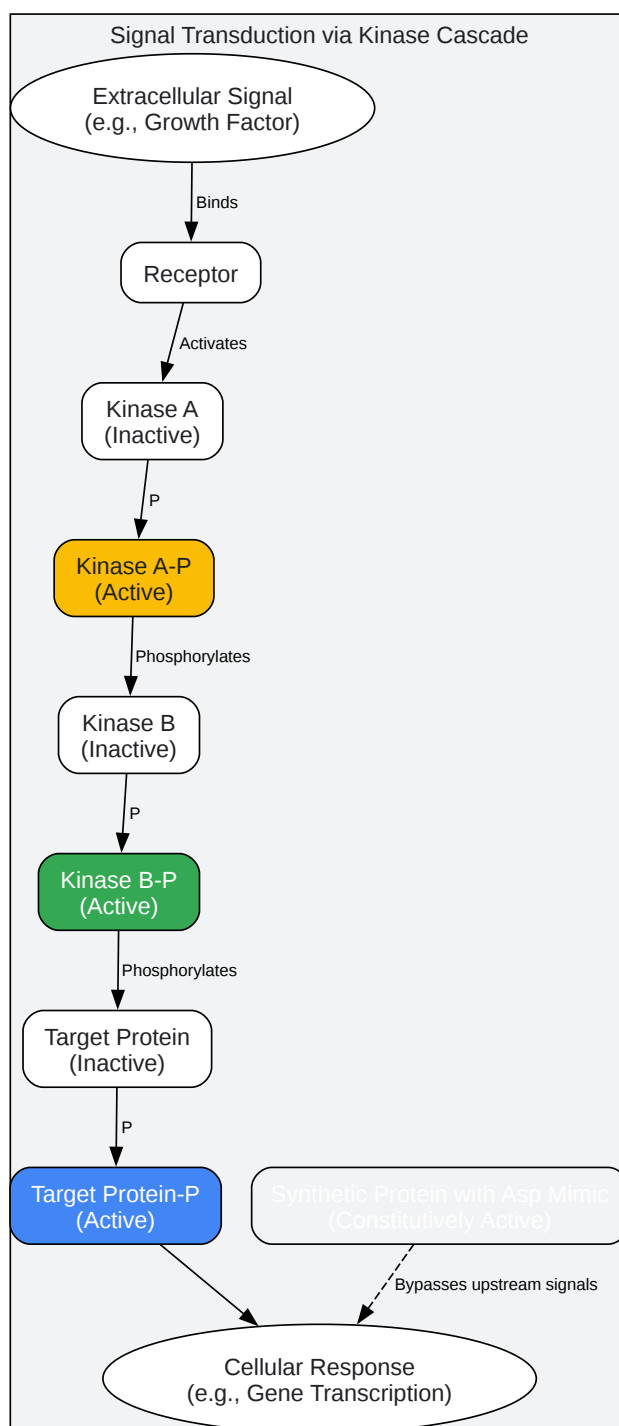 Signal Transduction via Kinase Cascade
Extracellular Signal
(e.g., Growth Factor)
Binds
Receptor
Activates
Kinase A
(Inactive)
P
Kinase A-P
(Active)
Phosphorylates
Kinase B
(Inactive)
P
Kinase B-P
(Active)
Phosphorylates
Target Protein
(Inactive)
P
Target Protein-P
(Active)
Synthetic Protein with Asp Mimic
(Constitutively Active)
Bypasses upstream signals
Cellular Response
(e.g., Gene Transcription)